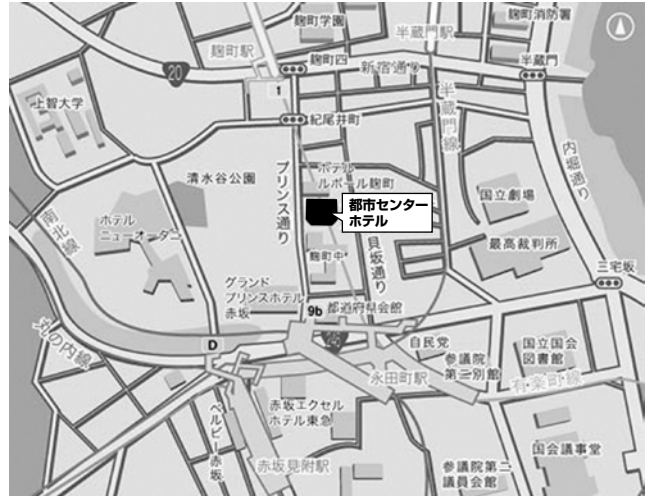 麹町学園
半蔵門駅
麹町消防署
麹町駅
20
麹町四
新宿通り
半蔵門
1
上智大学
紀尾井町
半蔵門線
内堀通り
プリンス通り
清水谷公園
ホテル
ルポール麹町
国立劇場
都市センター
ホテル
南北線
ホテル
ニューオータニ
貝坂通り
最高裁判所
麹町中
三宅坂
グランド
プリンスホテル
赤坂
9b
都道府県会館
丸の内線
D
自民党
国立国会
図書館
参議院
第二別館
永田町駅
有楽町線
ベルビー赤坂
赤坂エクセル
ホテル東急
国会議事堂
赤坂見附駅
参議院第二
議員会館